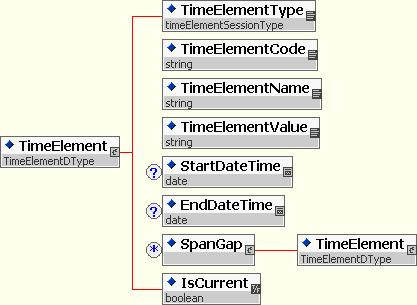 TimeElementType
timeElementSessionType
TimeElementCode
string
TimeElementName
string
TimeElementValue
string
TimeElement
TimeElementDType
? StartDateTime
date
? EndDateTime
date
* SpanGap
TimeElement
TimeElementDType
IsCurrent
boolean